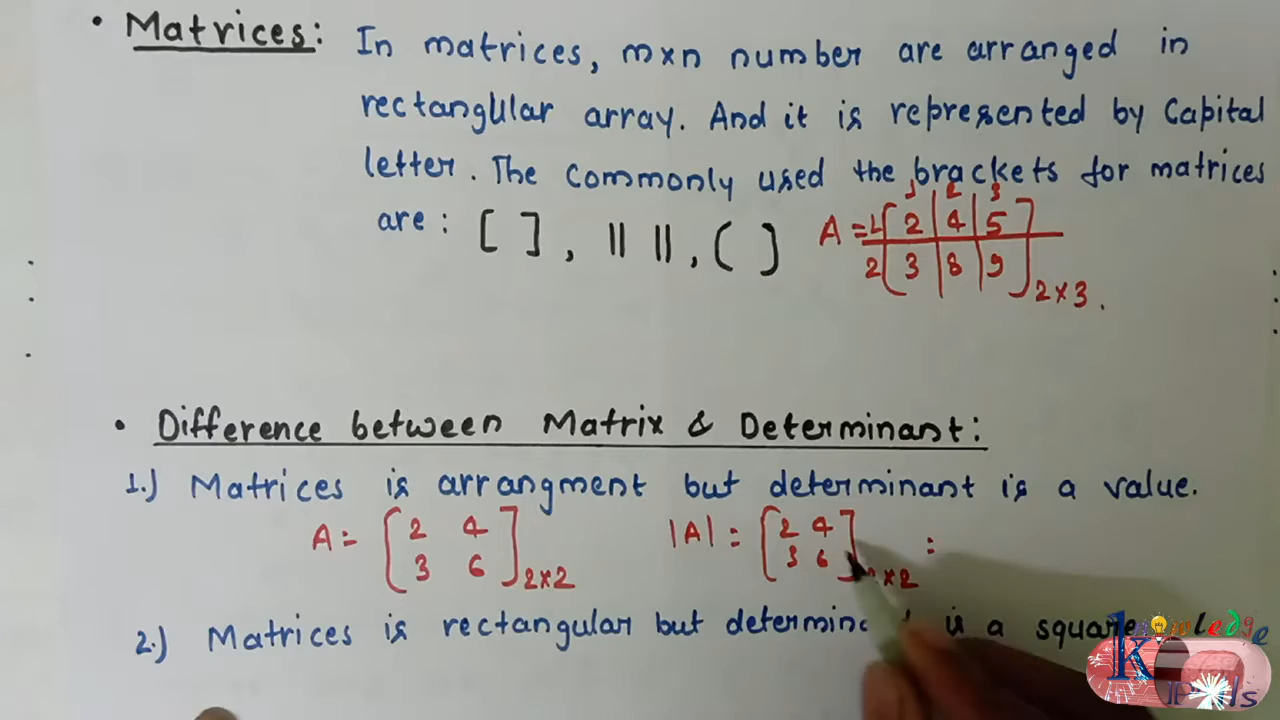 • Matrices: In matrices, m×n number are arranged in
rectangular array. And it is represented by Capital
letter. The commonly used the brackets for matrices
are: [ ], || ||, ( )
1 2 3
A = 1 [ 2 4 5
2 3 8 9 ] 2×3.
• Difference between Matrix & Determinant:
1.) Matrices is arrangment but determinant is a value.
A = [ 2 4
3 6 ] 2×2
|A| = [ 2 4
3 6 ] ×2 =
2.) Matrices is rectangular but determin is a square
knowledge